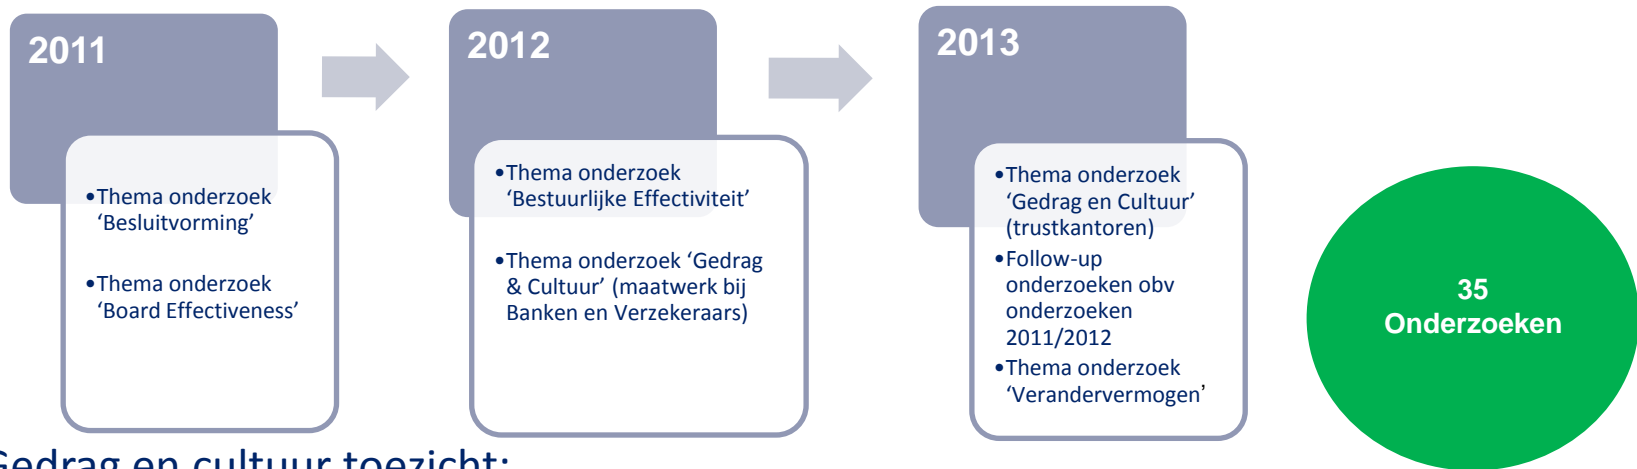 2011
•Thema onderzoek
‘Besluitvorming’
•Thema onderzoek
‘Board Effectiveness’
2012
•Thema onderzoek
‘Bestuurlijke Effectiviteit’
•Thema onderzoek ‘Gedrag
& Cultuur’ (maatwerk bij
Banken en Verzekeraars)
2013
•Thema onderzoek
‘Gedrag en Cultuur’
(trustkantoren)
•Follow-up
onderzoeken obv
onderzoeken
2011/2012
•Thema onderzoek
‘Verandervermogen’
35
Onderzoeken
Gedrag en cultuur toezicht: